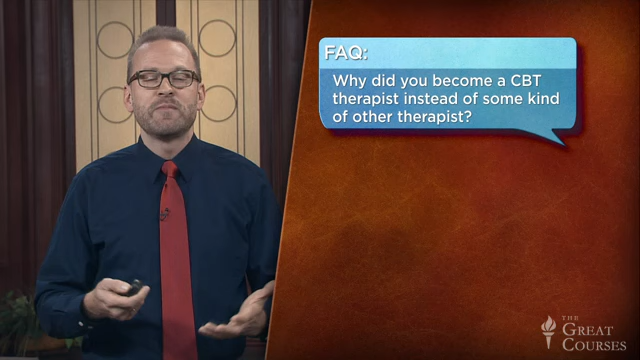 FAQ:
Why did you become a CBT
therapist instead of some kind
of other therapist?
THE
GREAT
COURSES